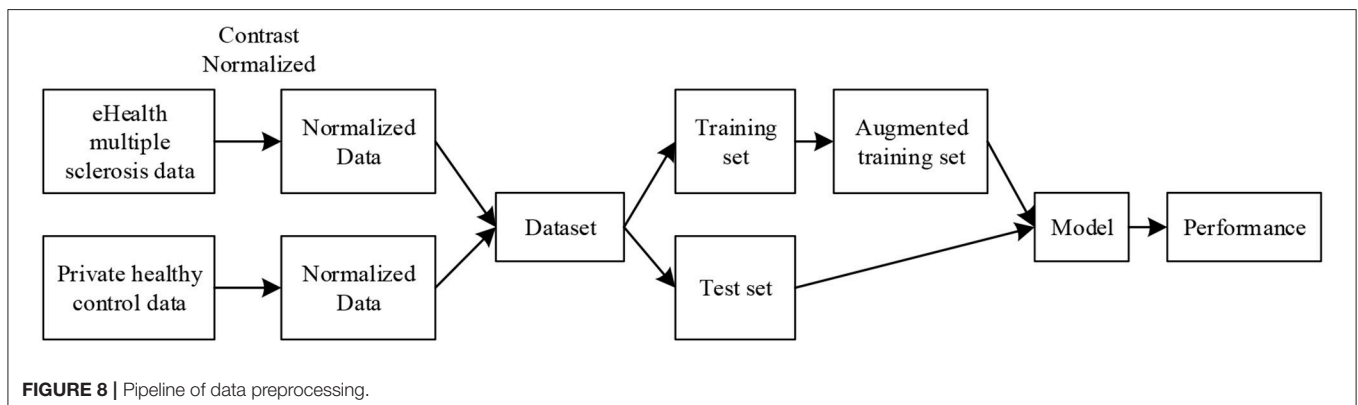 Contrast
Normalized
eHealth
multiple
sclerosis data
Normalized
Data
Training
set
Augmented
training set
Dataset
Model
Performance
Private healthy
control data
Normalized
Data
Test set
FIGURE 8 | Pipeline of data preprocessing.